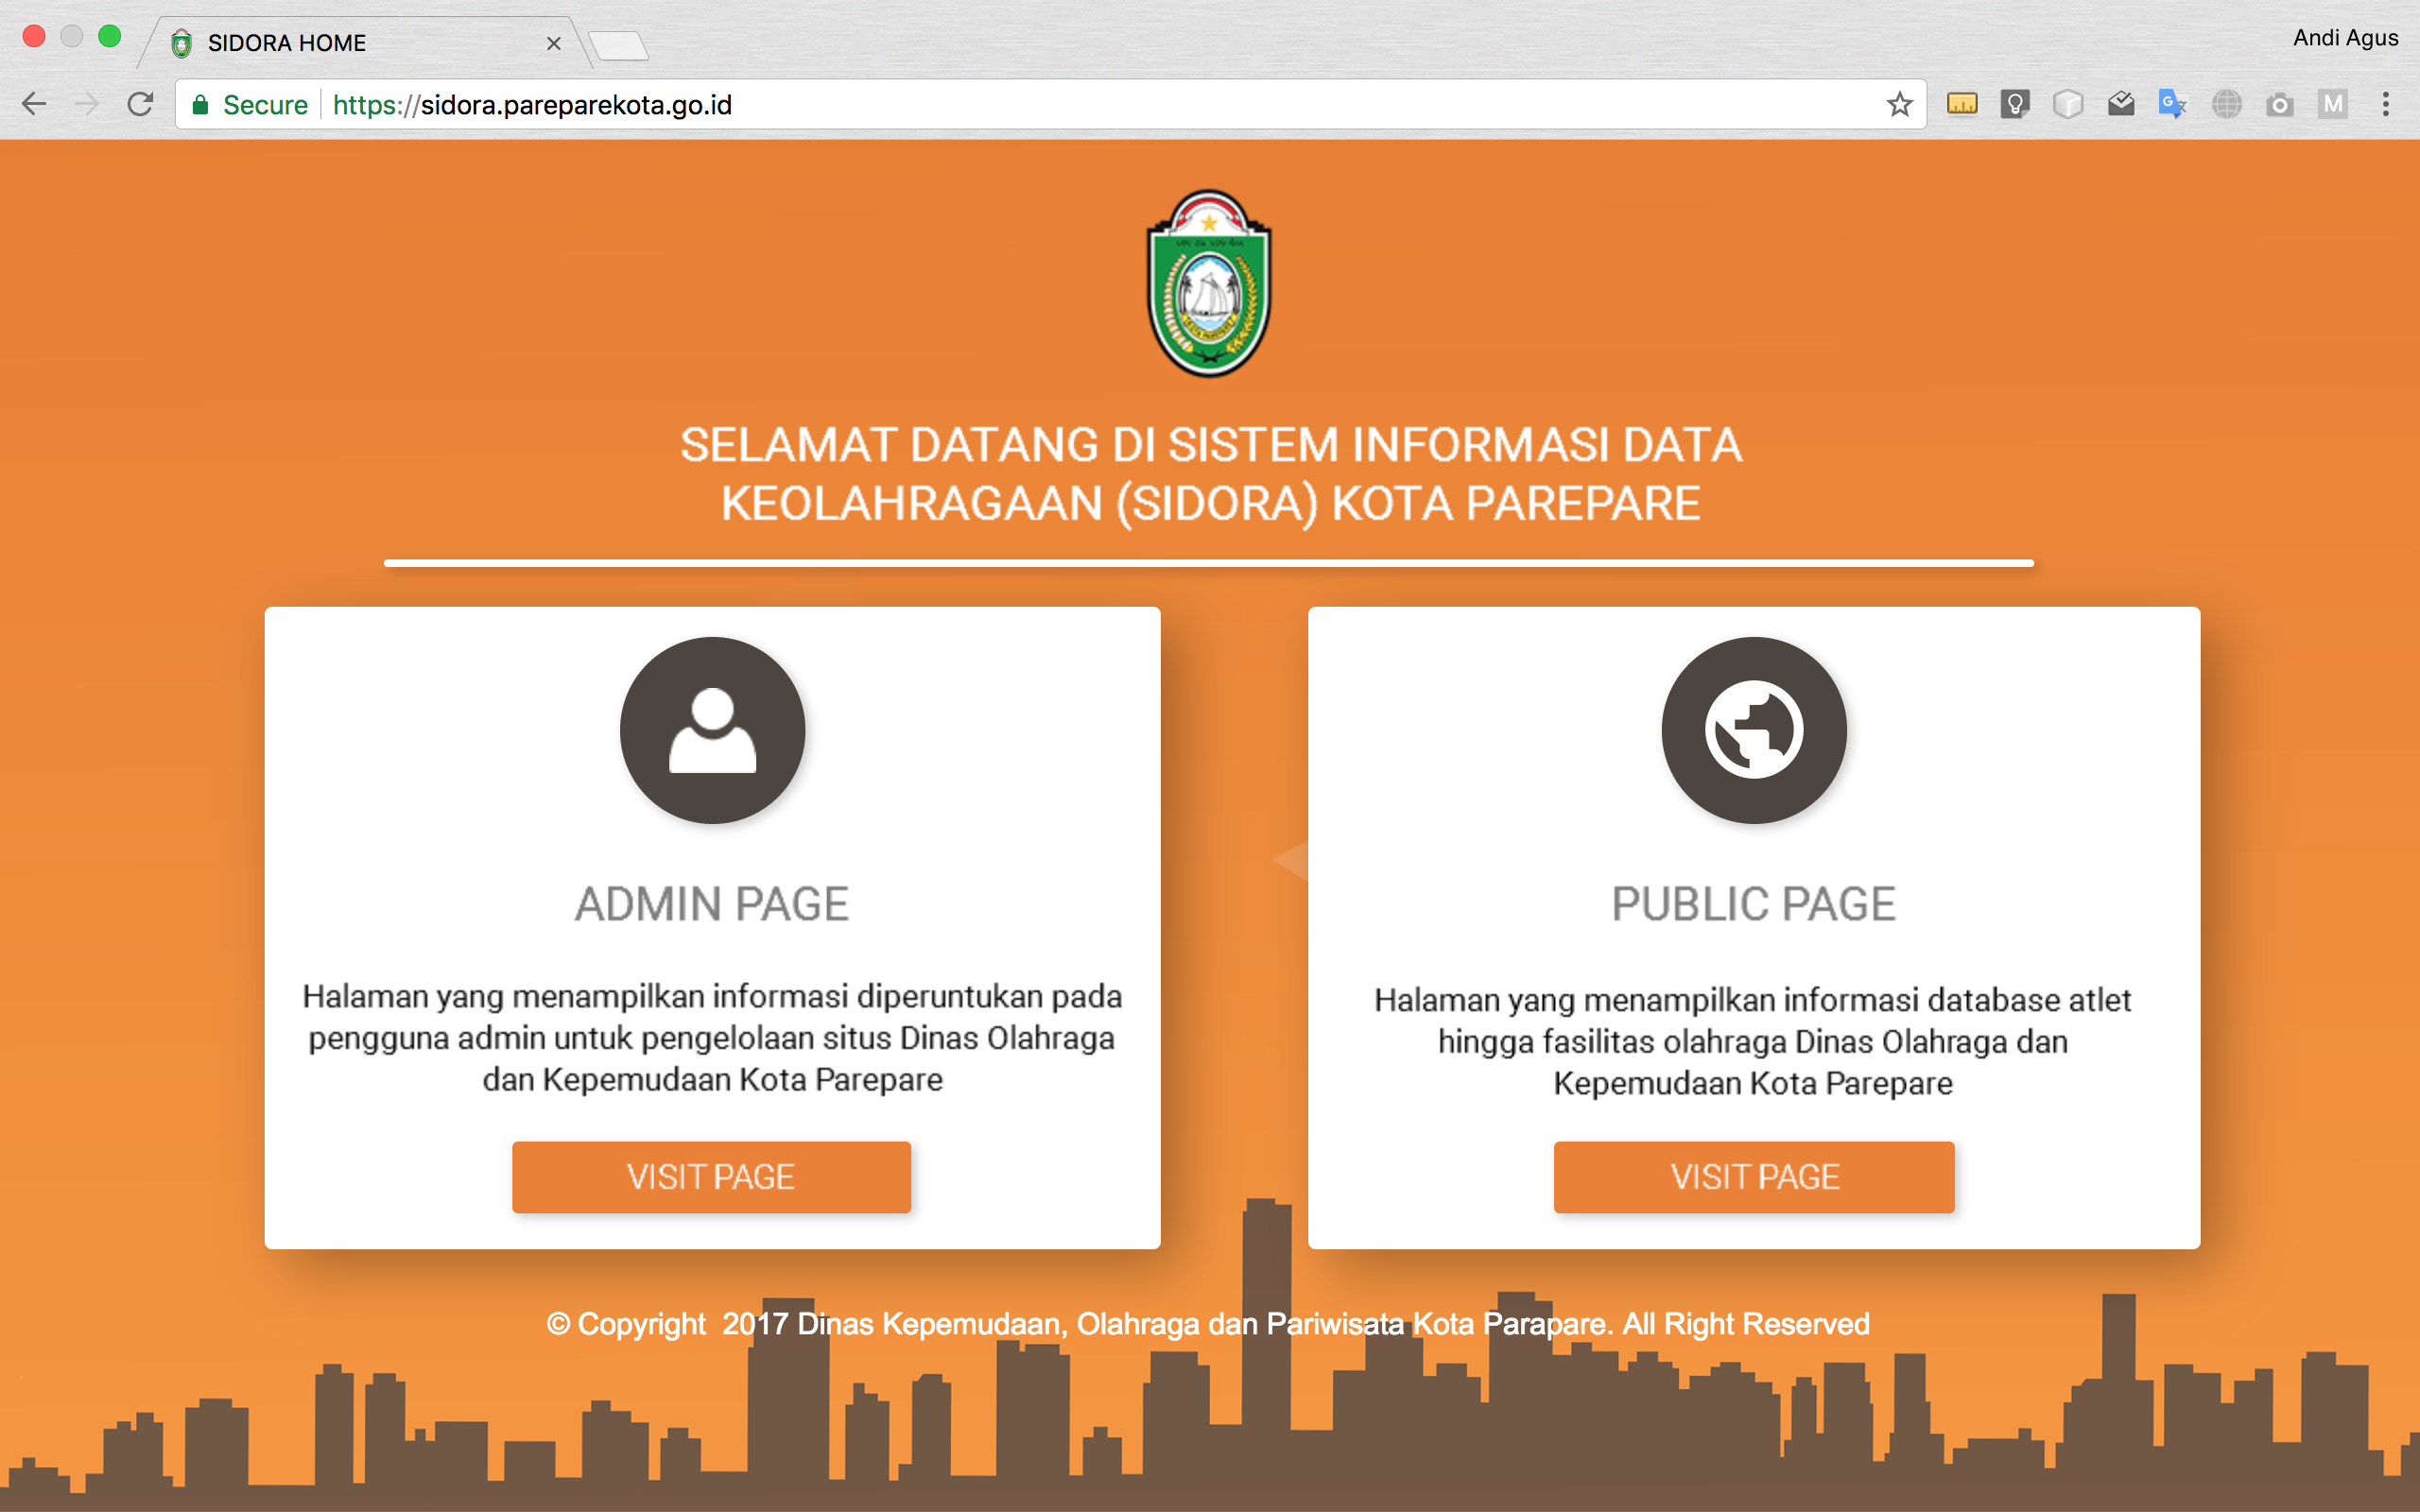 SIDORA HOME
Andi Agus
Secure
https://sidora.pareparekota.go.id
M
SELAMAT DATANG DI SISTEM INFORMASI DATA
KEOLAHRAGAAN (SIDORA) KOTA PAREPARE
ADMIN PAGE
Halaman yang menampilkan informasi diperuntukan pada
pengguna admin untuk pengelolaan situs Dinas Olahraga
dan Kepemudaan Kota Parepare
VISIT PAGE
PUBLIC PAGE
Halaman yang menampilkan informasi database atlet
hingga fasilitas olahraga Dinas Olahraga dan
Kepemudaan Kota Parepare
VISIT PAGE
© Copyright  2017 Dinas Kepemudaan, Olahraga dan Pariwisata Kota Parapare. All Right Reserved